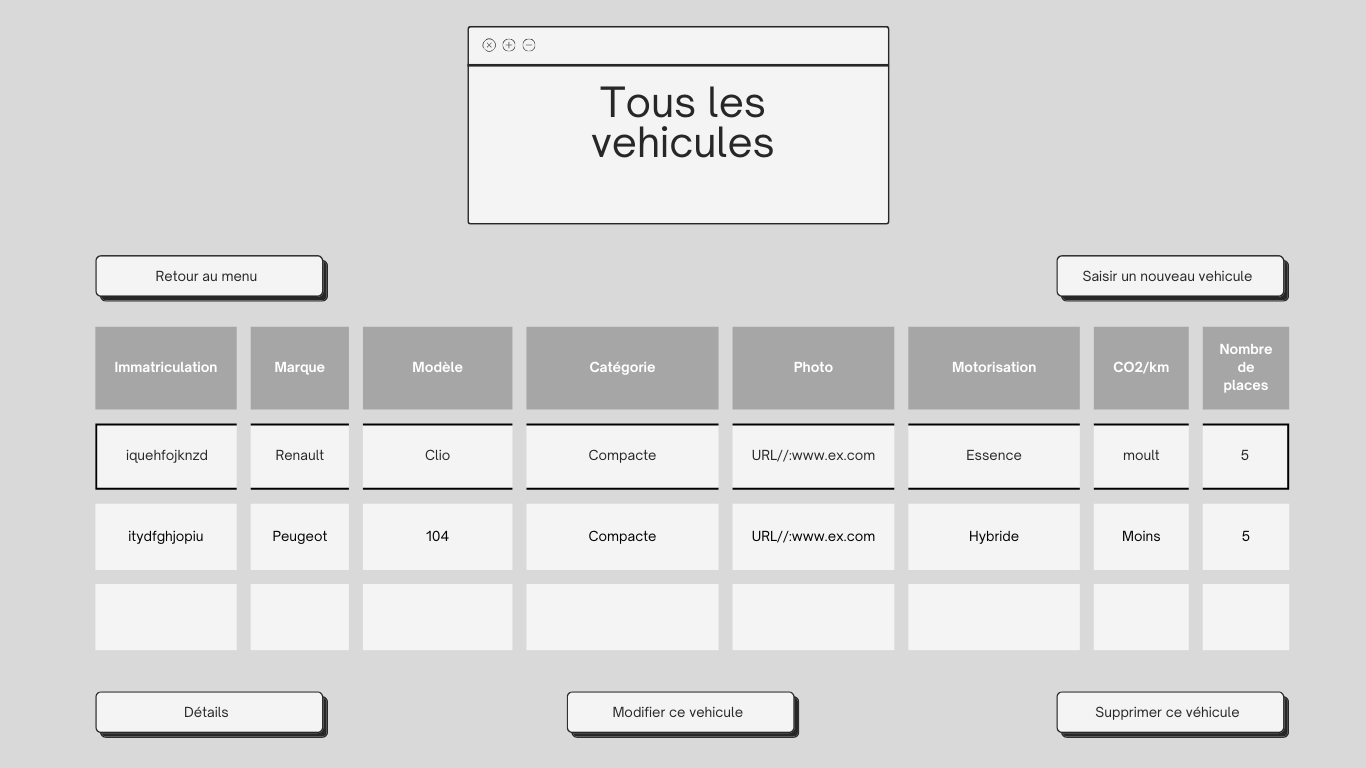 Tous les
vehicules
Retour au menu
Saisir un nouveau vehicule
Immatriculation Marque Modèle Catégorie Photo Motorisation CO2/km Nombre de places
iquehfojknzd Renault Clio Compacte URL//:www.ex.com Essence moult 5
itydfghjopiu Peugeot 104 Compacte URL//:www.ex.com Hybride Moins 5
Détails
Modifier ce vehicule
Supprimer ce véhicule